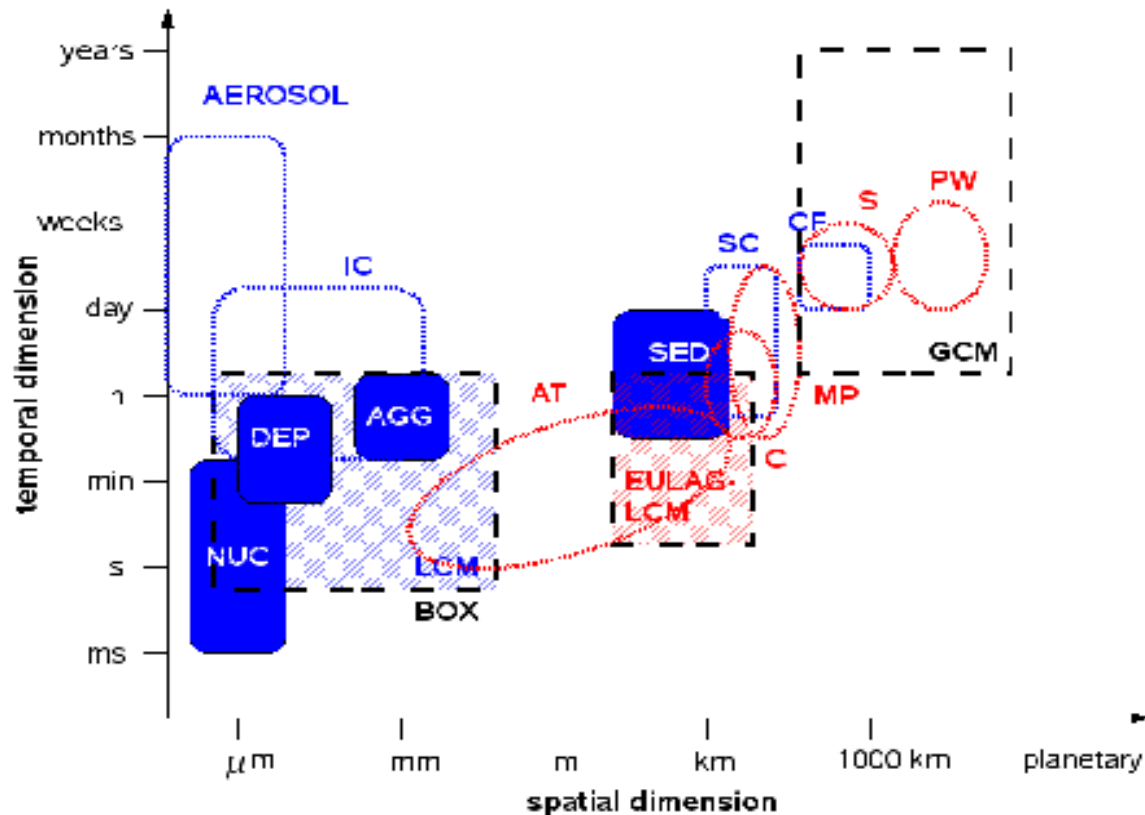 years
AEROSOL
months
PW
S
weeks
CF
SC
IC
day
SED
GCM
AT
MP
h
AGG
DEP
C
min
EULAG-
LCM
NUC
s
LCM
BOX
ms
temporal dimension
μm
mm
m
km
1000 km
planetary
spatial dimension